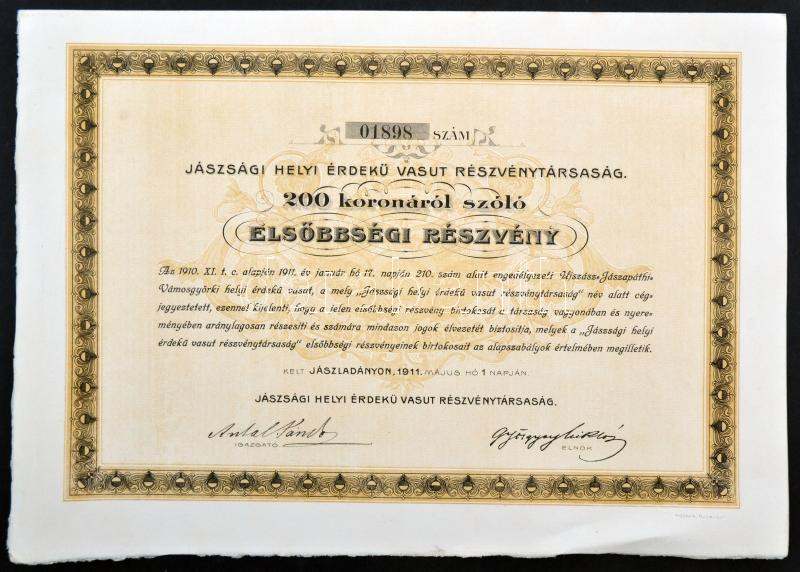 01898 SZÁM
JÁSZSÁGI HELYI ÉRDEKŰ VASUT RÉSZVÉNYTÁRSASÁG.
200 koronáról szóló
ELSŐBBSÉGI RÉSZVÉNY
Az 1910. XI. t. c. alapján 1911. év január hó 17. napján 210. szám alatt engedélyezett Ujszász-Jászapáthi-
Vámosgyörki helyi érdekű vasut, a mely „Jászsági helyi érdekű vasut részvénytársaság" név alatt cég-
jegyeztetett, ezennel kijelenti, hogy a jelen elsőbbségi részvény birtokosát a társaság vagyonában és nyere-
ményében aránylagosan részesíti és számára mindazon jogok élvezetét biztosítja, melyek a „Jászsági helyi
érdekű vasut részvénytársaság" elsőbbségi részvényeinek birtokosait az alapszabályok értelmében megilletik.
KELT JÁSZLADÁNYON, 1911. MÁJUS HÓ 1 NAPJÁN.
JÁSZSÁGI HELYI ÉRDEKŰ VASUT RÉSZVÉNYTÁRSASÁG.
Antal Sándor
IGAZGATÓ
ELNÖK